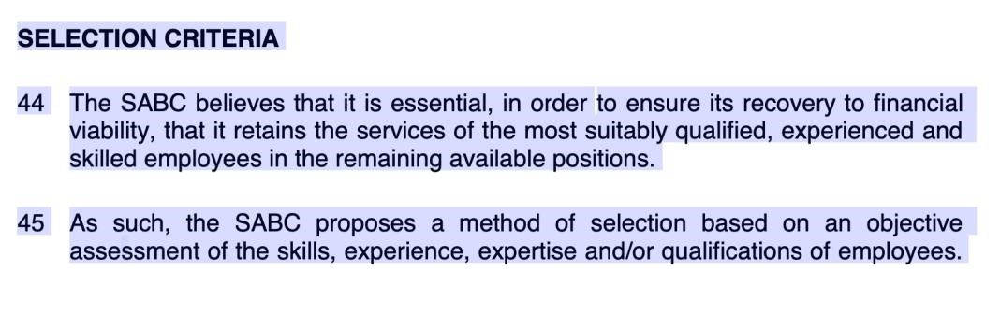 SELECTION CRITERIA
44 The SABC believes that it is essential, in order to ensure its recovery to financial
viability, that it retains the services of the most suitably qualified, experienced and
skilled employees in the remaining available positions.
45 As such, the SABC proposes a method of selection based on an objective
assessment of the skills, experience, expertise and/or qualifications of employees.